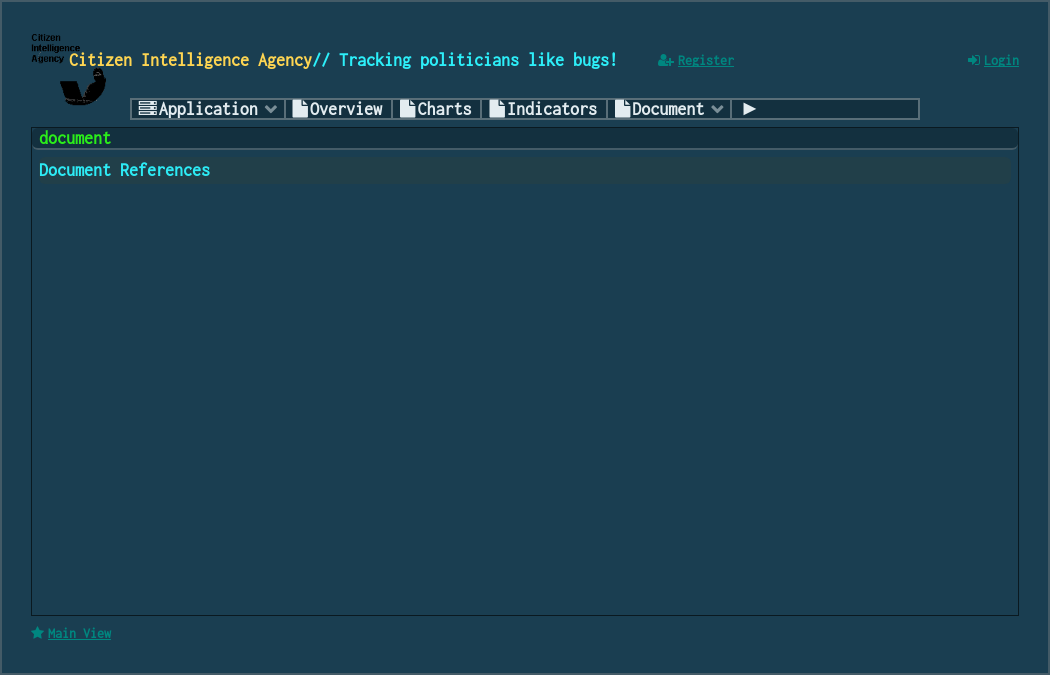 Citizen
Intelligence
Agency
Citizen Intelligence Agency// Tracking politicians like bugs!
Register
Login
Application
Overview
Charts
Indicators
Document
document
Document References
Main View